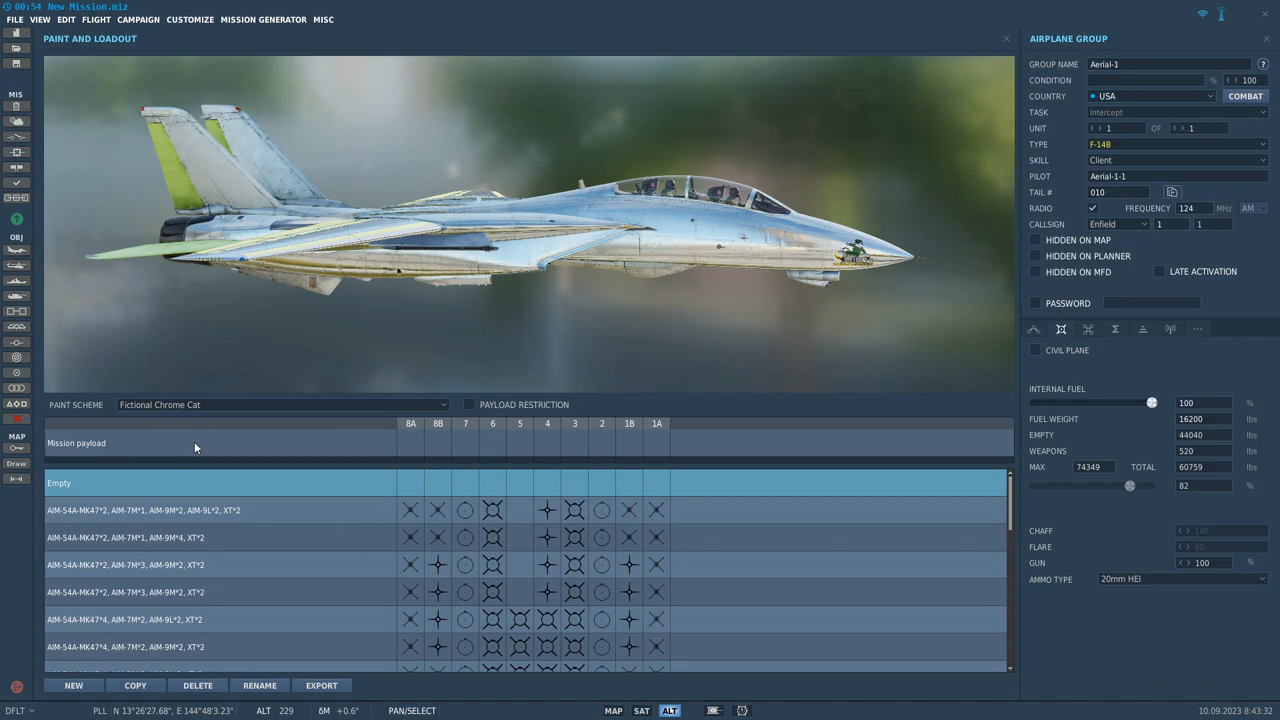 00:54 New Mission.miz
FILE VIEW EDIT FLIGHT CAMPAIGN CUSTOMIZE MISSION GENERATOR MISC
PAINT AND LOADOUT
MIS
OBJ
MAP
Draw
PAINT SCHEME Fictional Chrome Cat PAYLOAD RESTRICTION
8A 8B 7 6 5 4 3 2 1B 1A
Mission payload
Empty
AIM-54A-MK47*2, AIM-7M*1, AIM-9M*2, AIM-9L*2, XT*2
AIM-54A-MK47*2, AIM-7M*1, AIM-9M*4, XT*2
AIM-54A-MK47*2, AIM-7M*3, AIM-9M*2, XT*2
AIM-54A-MK47*2, AIM-7M*3, AIM-9M*2, XT*2
AIM-54A-MK47*4, AIM-7M*2, AIM-9L*2, XT*2
AIM-54A-MK47*4, AIM-7M*2, AIM-9M*2, XT*2
NEW COPY DELETE RENAME EXPORT
AIRPLANE GROUP
GROUP NAME Aerial-1 ?
CONDITION % < > 100
COUNTRY USA COMBAT
TASK Intercept
UNIT < > 1 OF < > 1
TYPE F-14B
SKILL Client
PILOT Aerial-1-1
TAIL # 010
RADIO FREQUENCY 124 MHz AM
CALLSIGN Enfield 1 1
HIDDEN ON MAP
HIDDEN ON PLANNER
HIDDEN ON MFD LATE ACTIVATION
PASSWORD
CIVIL PLANE
INTERNAL FUEL
100 %
FUEL WEIGHT 16200 lbs
EMPTY 44040 lbs
WEAPONS 520 lbs
MAX 74349 TOTAL 60759 lbs
82 %
CHAFF < > 140
FLARE < > 60
GUN < > 100 %
AMMO TYPE 20mm HEI
DFLT PLL N 13°26'27.68", E 144°48'3.23" ALT 229 δM +0.6° PAN/SELECT MAP SAT ALT 10.09.2023 8:43:32